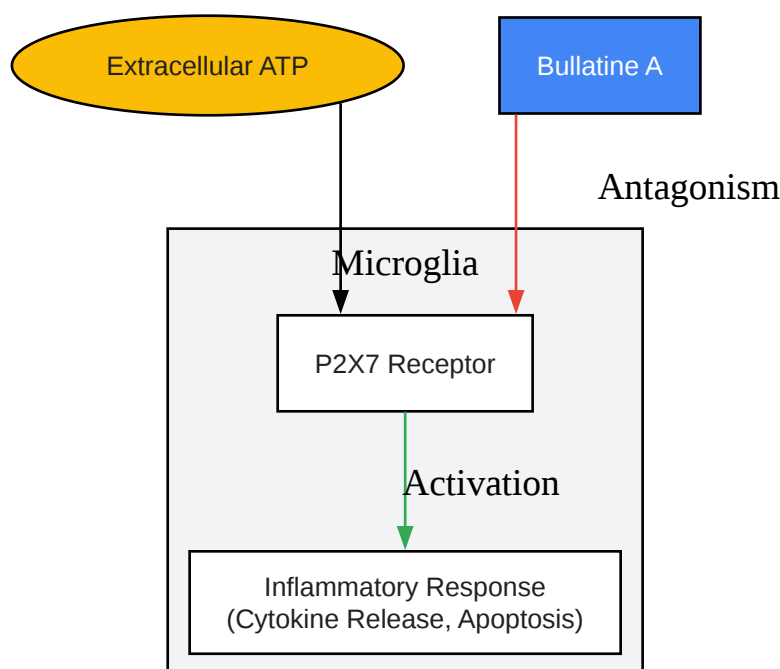 Extracellular ATP
Bullatine A
Antagonism
Microglia
P2X7 Receptor
Activation
Inflammatory Response
(Cytokine Release, Apoptosis)